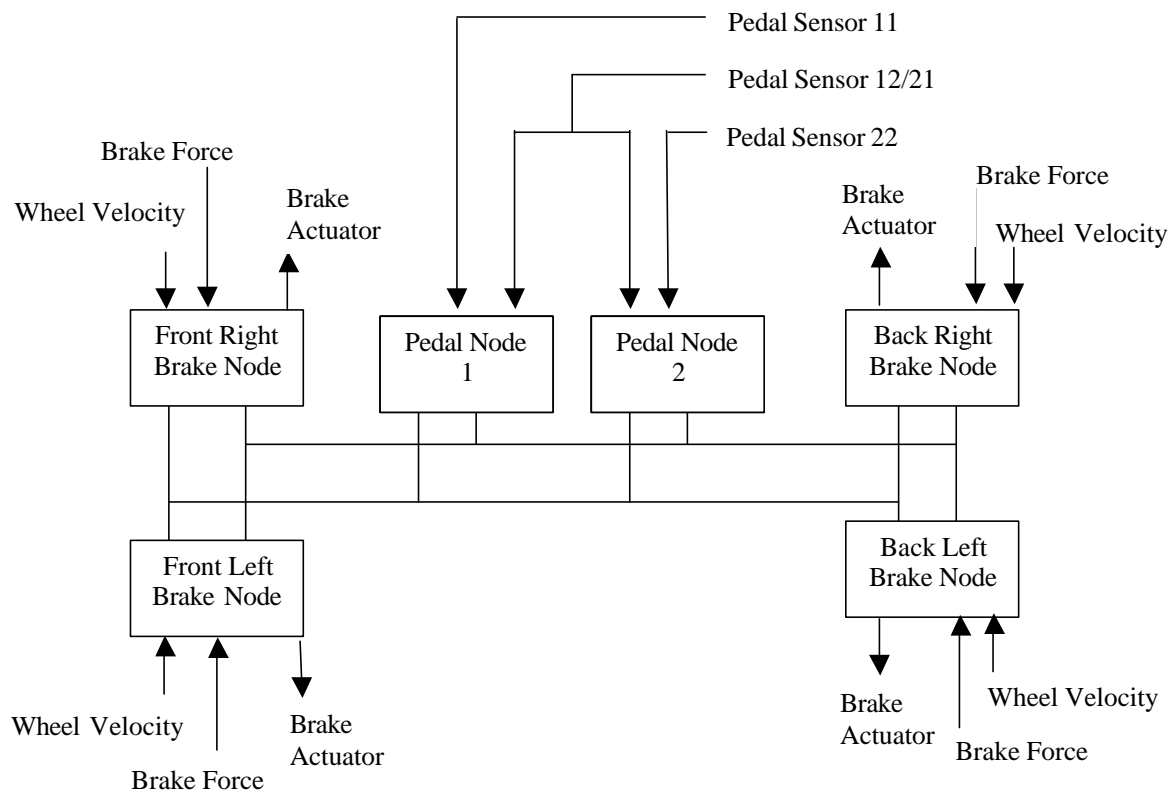 Pedal Sensor 11
Pedal Sensor 12/21
Pedal Sensor 22
Brake Force
Wheel Velocity
Brake
Actuator
Brake
Actuator
Brake Force
Wheel Velocity
Front Right
Brake Node
Pedal Node
1
Pedal Node
2
Back Right
Brake Node
Front Left
Brake Node
Back Left
Brake Node
Wheel Velocity
Brake Force
Brake
Actuator
Brake
Actuator
Wheel Velocity
Brake Force